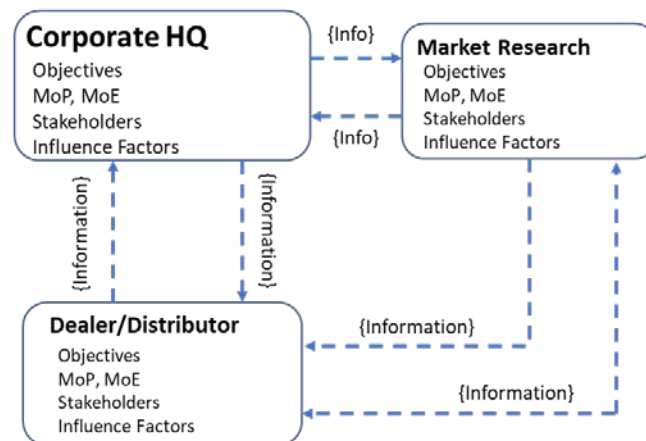 Corporate HQ
Objectives
MoP, MoE
Stakeholders
Influence Factors
{Info}
{Info}
Market Research
Objectives
MoP, MoE
Stakeholders
Influence Factors
{Information}
{Information}
Dealer/Distributor
Objectives
MoP, MoE
Stakeholders
Influence Factors
{Information}
{Information}